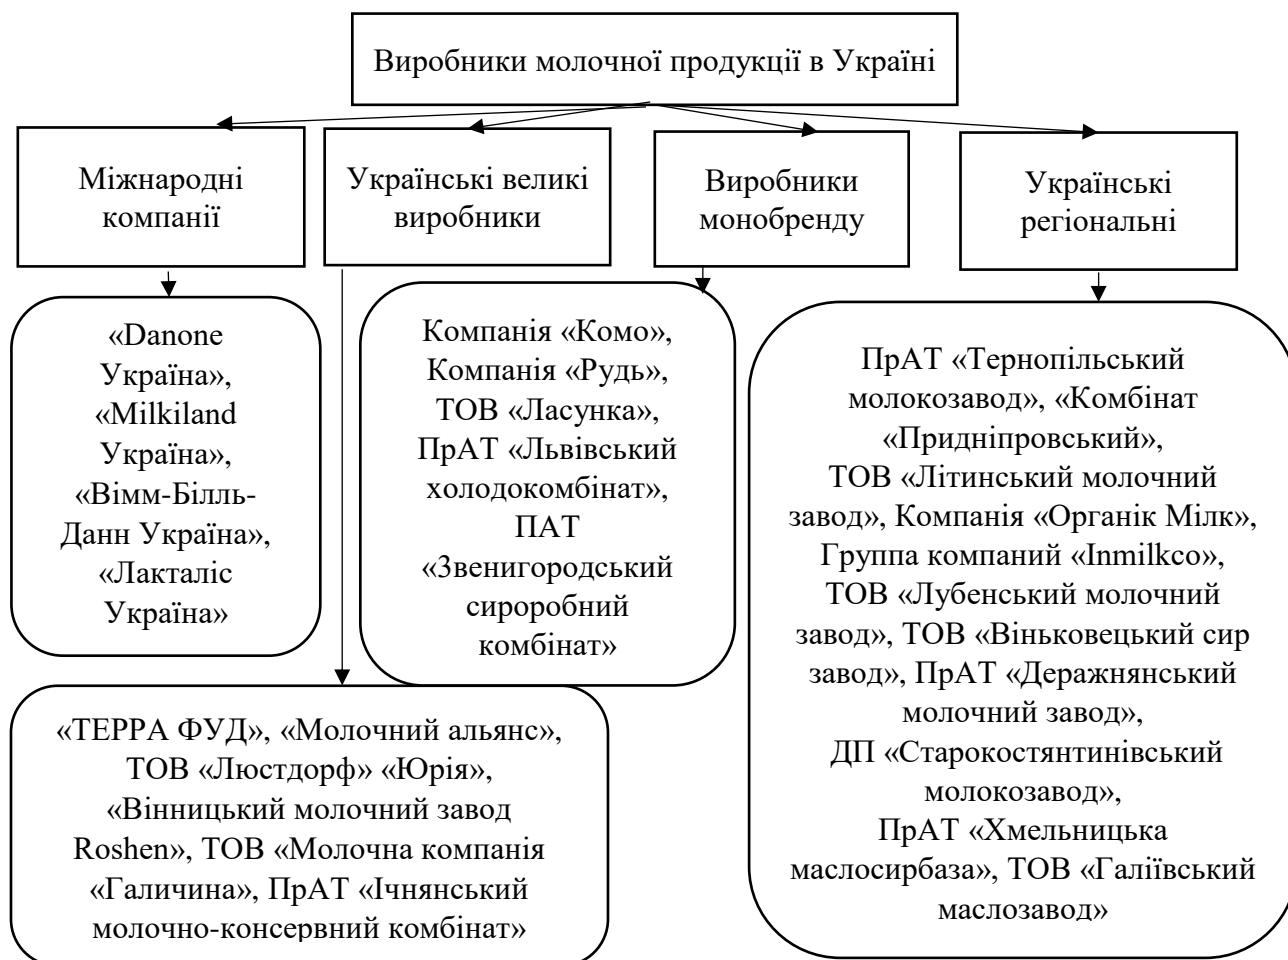 Виробники молочної продукції в Україні
Міжнародні
компанії
Українські великі
виробники
Виробники
монобренду
Українські
регіональні
«Danone
Україна»,
«Milkiland
Україна»,
«Вімм-Білль-
Данн Україна»,
«Лакталіс
Україна»
Компанія «Комо»,
Компанія «Рудь»,
ТОВ «Ласунка»,
ПрАТ «Львівський
холодокомбінат»,
ПАТ
«Звенигородський
сироробний
комбінат»
ПрАТ «Тернопільський
молокозавод», «Комбінат
«Придніпровський»,
ТОВ «Літинський молочний
завод», Компанія «Органік Мілк»,
Группа компаний «Inmilkco»,
ТОВ «Лубенський молочний
завод», ТОВ «Віньковецький сир
завод», ПрАТ «Деражнянський
молочний завод»,
ДП «Старокостянтинівський
молокозавод»,
ПрАТ «Хмельницька
маслосирбаза», ТОВ «Галіївський
маслозавод»
«ТЕРРА ФУД», «Молочний альянс»,
ТОВ «Люстдорф» «Юрія»,
«Вінницький молочний завод
Roshen», ТОВ «Молочна компанія
«Галичина», ПрАТ «Ічнянський
молочно-консервний комбінат»